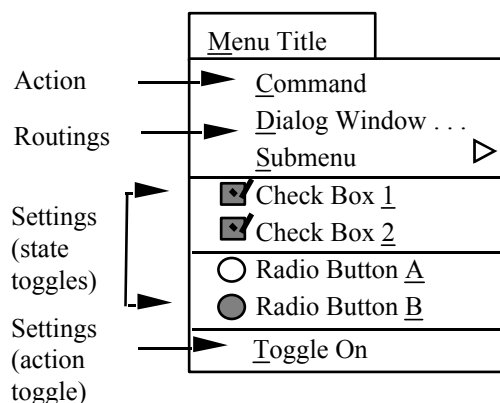 Menu Title
Action
Command
Routings
Dialog Window . . .
Submenu
Settings
(state
toggles)
Check Box 1
Check Box 2
Radio Button A
Radio Button B
Settings
(action
toggle)
Toggle On